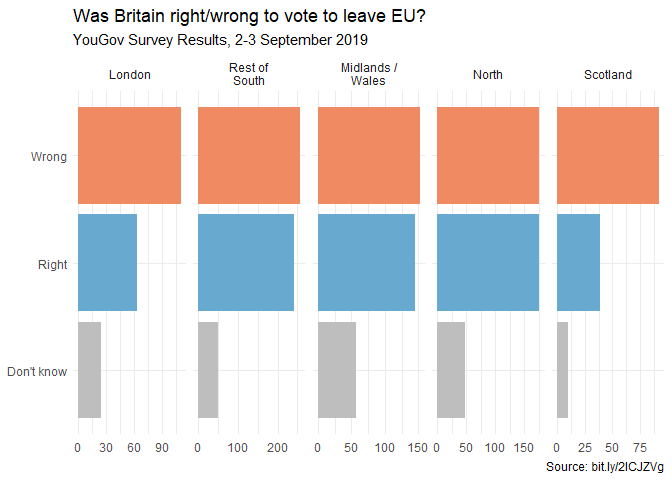 Was Britain right/wrong to vote to leave EU?
YouGov Survey Results, 2-3 September 2019
London
Rest of
South
Midlands /
Wales
North
Scotland
Wrong
Right
Don't know
0 30 60 90
0 100 200
0 50 100 150
0 50 100 150
0 25 50 75
Source: bit.ly/2lCJZVg